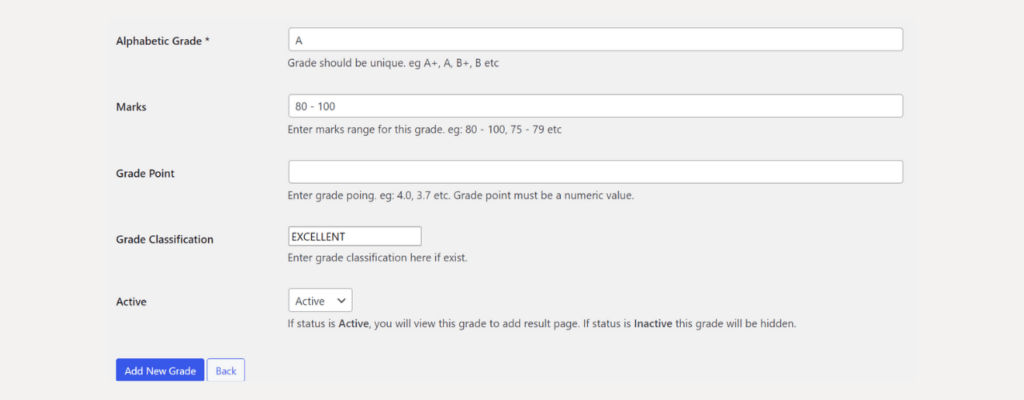 Alphabetic Grade *
A
Grade should be unique. eg A+, A, B+, B etc
Marks
80 - 100
Enter marks range for this grade. eg: 80 - 100, 75 - 79 etc
Grade Point
Enter grade poing. eg: 4.0, 3.7 etc. Grade point must be a numeric value.
Grade Classification
EXCELLENT
Enter grade classification here if exist.
Active
Active
If status is Active, you will view this grade to add result page. If status is Inactive this grade will be hidden.
Add New Grade Back